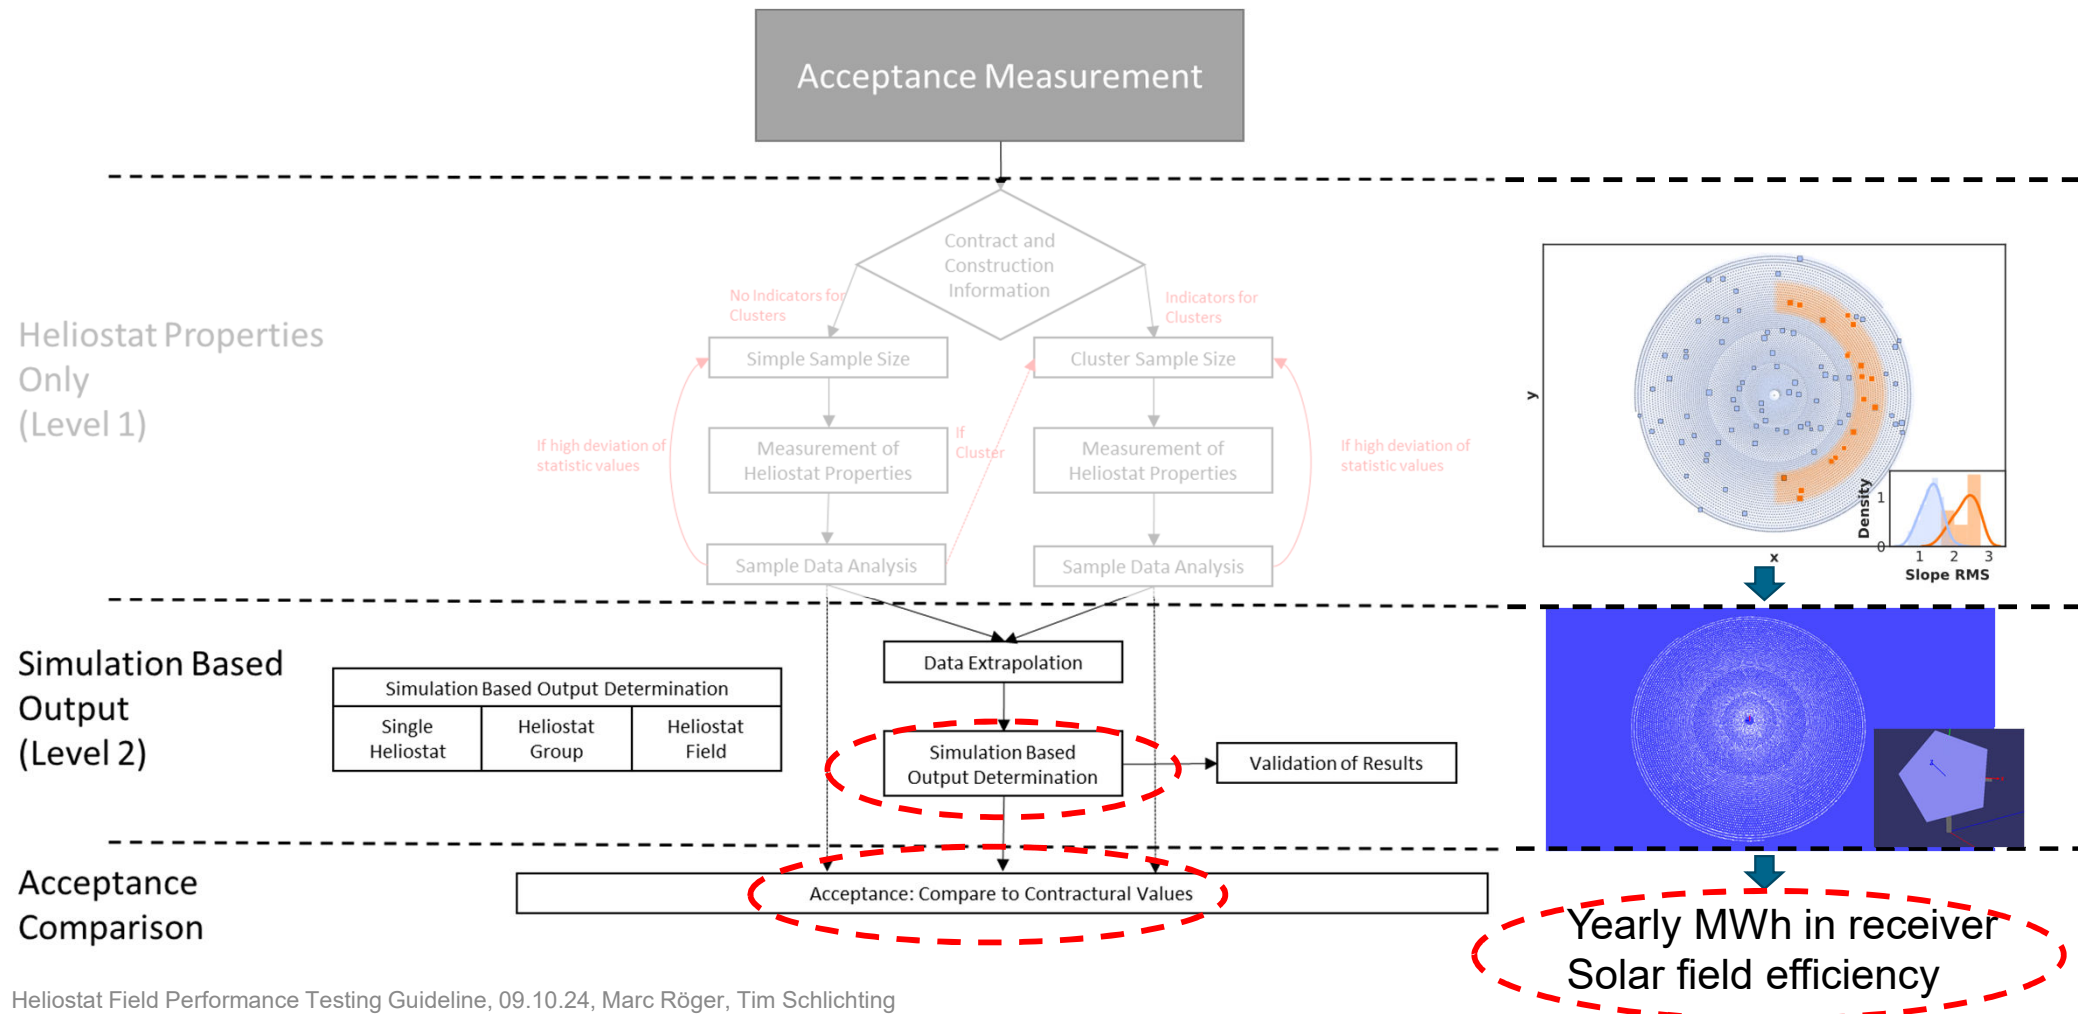 Acceptance Measurement
Contract and
Construction
Information
No Indicators for
Clusters
Indicators for
Clusters
Heliostat Properties
Only
(Level 1)
Simple Sample Size
Cluster Sample Size
If high deviation of
statistic values
Measurement of
Heliostat Properties
If
Cluster
Measurement of
Heliostat Properties
If high deviation of
statistic values
Sample Data Analysis
Sample Data Analysis
y
x
Density
1
0
1 2 3
Slope RMS
Simulation Based
Output
(Level 2)
Simulation Based Output Determination
Single
Heliostat
Heliostat
Group
Heliostat
Field
Data Extrapolation
Simulation Based
Output Determination
Validation of Results
Acceptance
Comparison
Acceptance: Compare to Contractural Values
Yearly MWh in receiver
Solar field efficiency
Heliostat Field Performance Testing Guideline, 09.10.24, Marc Röger, Tim Schlichting